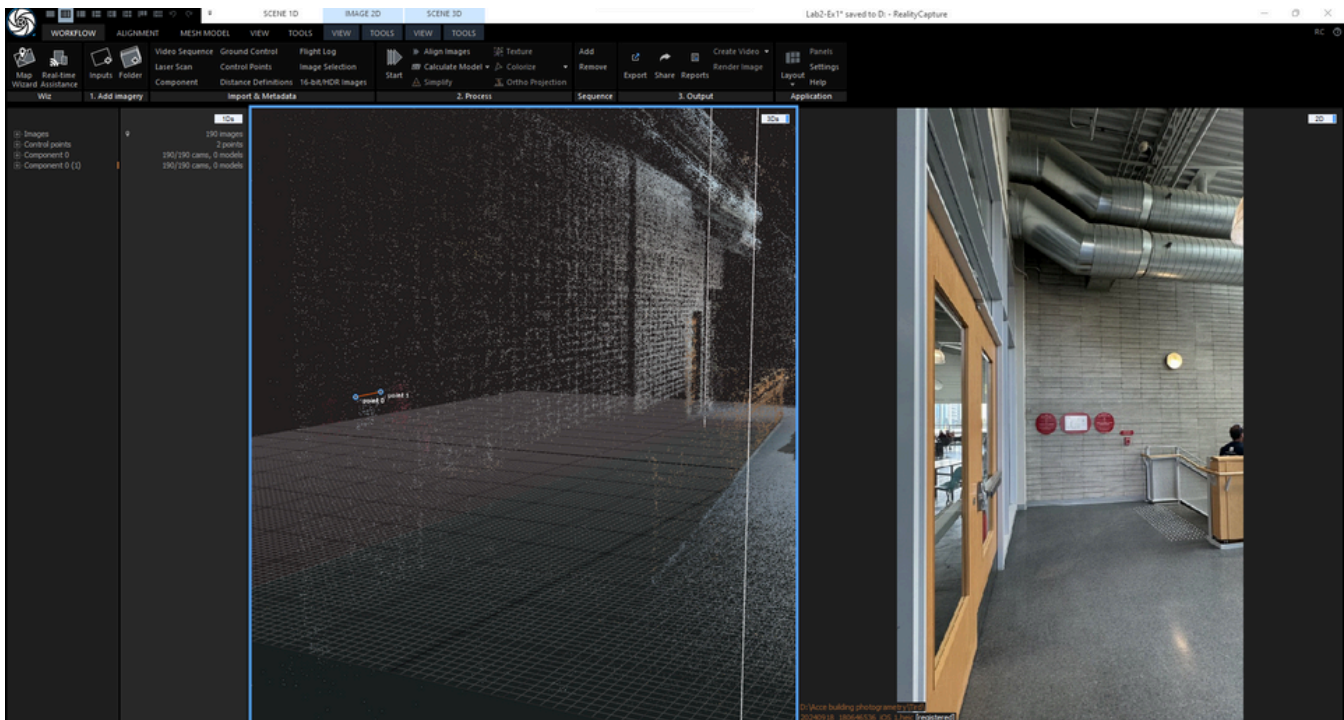 SCENE 1D IMAGE 2D SCENE 3D Lab2-Ex1* saved to D: - RealityCapture
WORKFLOW ALIGNMENT MESH MODEL VIEW TOOLS VIEW TOOLS VIEW TOOLS RC
Video Sequence Ground Control Flight Log Align Images Texture Add Create Video Panels
Laser Scan Control Points Image Selection Calculate Model Colorize Remove Render Image Settings
Map Wizard Real-time Assistance Inputs Folder Component Distance Definitions 16-bit/HDR Images Start Simplify Ortho Projection Export Share Reports Layout Help
Wiz 1. Add imagery Import & Metadata 2. Process Sequence 3. Output Application
1Ds 3Ds 2D
Images 190 images
Control points 2 points
Component 0 190/190 cams, 0 models
Component 0 (1) 190/190 cams, 0 models
point 0 point 1
[registered]